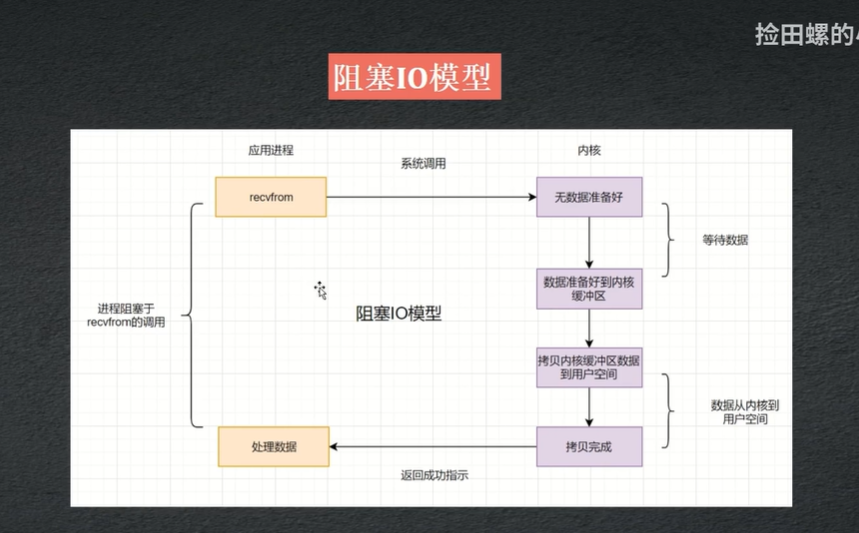 捡田螺的
阻塞IO模型
应用进程
内核
系统调用
recvfrom
无数据准备好
等待数据
数据准备好到内核
缓冲区
进程阻塞于
recvfrom的调用
阻塞IO模型
拷贝内核缓冲区数据
到用户空间
数据从内核到
用户空间
处理数据
拷贝完成
返回成功指示